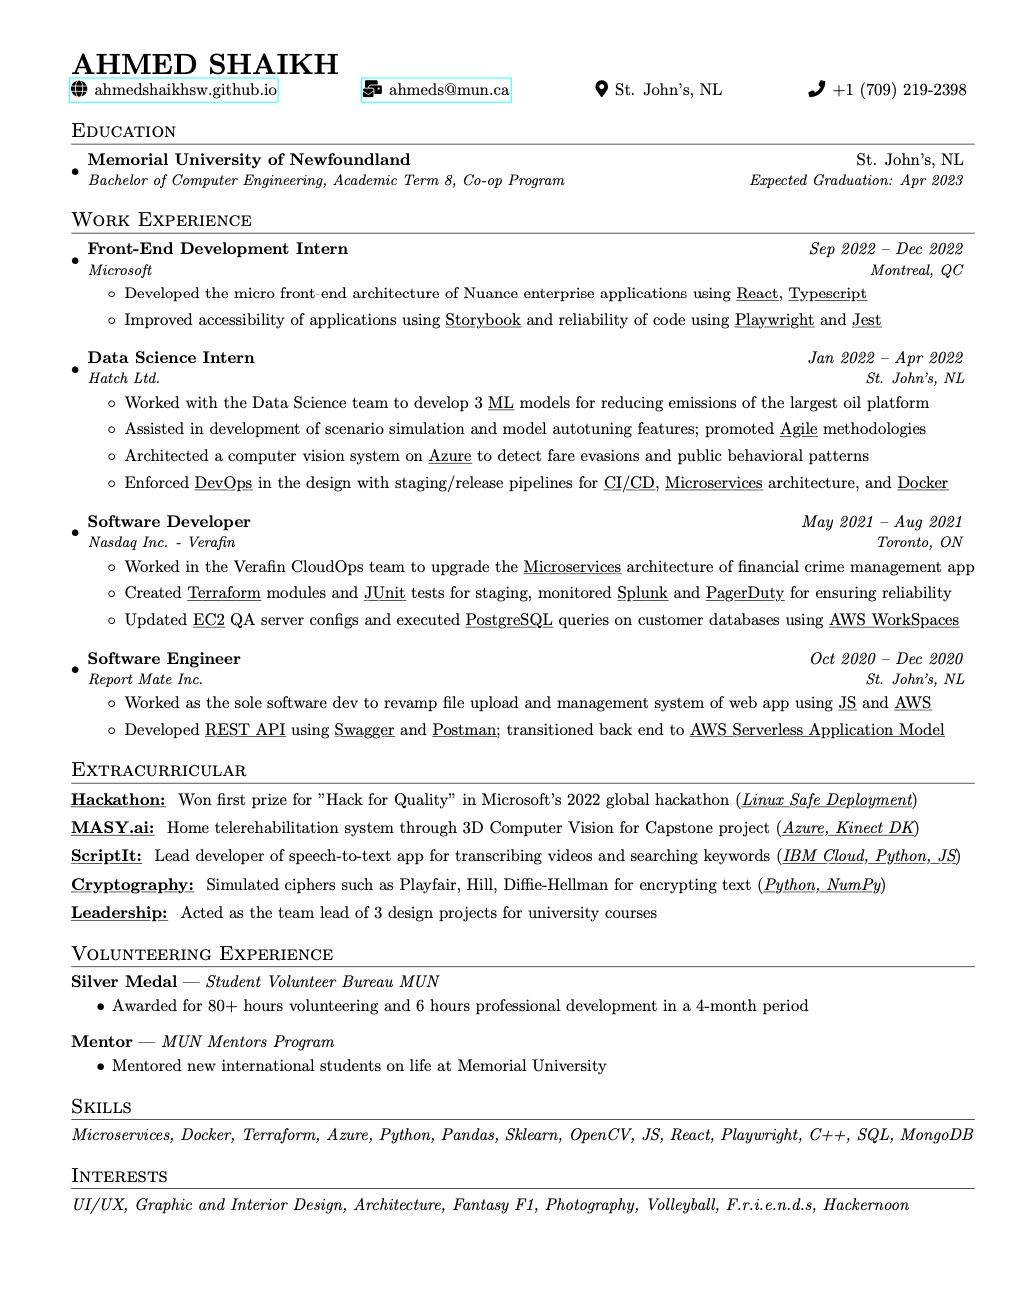 AHMED SHAIKH
ahmedshaikhsw.github.io ahmeds@mun.ca St. John's, NL +1 (709) 219-2398
Education
• Memorial University of Newfoundland St. John's, NL
Bachelor of Computer Engineering, Academic Term 8, Co-op Program Expected Graduation: Apr 2023
Work Experience
• Front-End Development Intern Sep 2022 – Dec 2022
Microsoft Montreal, QC
◦ Developed the micro front-end architecture of Nuance enterprise applications using React, Typescript
◦ Improved accessibility of applications using Storybook and reliability of code using Playwright and Jest
• Data Science Intern Jan 2022 – Apr 2022
Hatch Ltd. St. John's, NL
◦ Worked with the Data Science team to develop 3 ML models for reducing emissions of the largest oil platform
◦ Assisted in development of scenario simulation and model autotuning features; promoted Agile methodologies
◦ Architected a computer vision system on Azure to detect fare evasions and public behavioral patterns
◦ Enforced DevOps in the design with staging/release pipelines for CI/CD, Microservices architecture, and Docker
• Software Developer May 2021 – Aug 2021
Nasdaq Inc. - Verafin Toronto, ON
◦ Worked in the Verafin CloudOps team to upgrade the Microservices architecture of financial crime management app
◦ Created Terraform modules and JUnit tests for staging, monitored Splunk and PagerDuty for ensuring reliability
◦ Updated EC2 QA server configs and executed PostgreSQL queries on customer databases using AWS WorkSpaces
• Software Engineer Oct 2020 – Dec 2020
Report Mate Inc. St. John's, NL
◦ Worked as the sole software dev to revamp file upload and management system of web app using JS and AWS
◦ Developed REST API using Swagger and Postman; transitioned back end to AWS Serverless Application Model
Extracurricular
Hackathon: Won first prize for ”Hack for Quality” in Microsoft's 2022 global hackathon (Linux Safe Deployment)
MASY.ai: Home telerehabilitation system through 3D Computer Vision for Capstone project (Azure, Kinect DK)
ScriptIt: Lead developer of speech-to-text app for transcribing videos and searching keywords (IBM Cloud, Python, JS)
Cryptography: Simulated ciphers such as Playfair, Hill, Diffie-Hellman for encrypting text (Python, NumPy)
Leadership: Acted as the team lead of 3 design projects for university courses
Volunteering Experience
Silver Medal — Student Volunteer Bureau MUN
• Awarded for 80+ hours volunteering and 6 hours professional development in a 4-month period
Mentor — MUN Mentors Program
• Mentored new international students on life at Memorial University
Skills
Microservices, Docker, Terraform, Azure, Python, Pandas, Sklearn, OpenCV, JS, React, Playwright, C++, SQL, MongoDB
Interests
UI/UX, Graphic and Interior Design, Architecture, Fantasy F1, Photography, Volleyball, F.r.i.e.n.d.s, Hackernoon